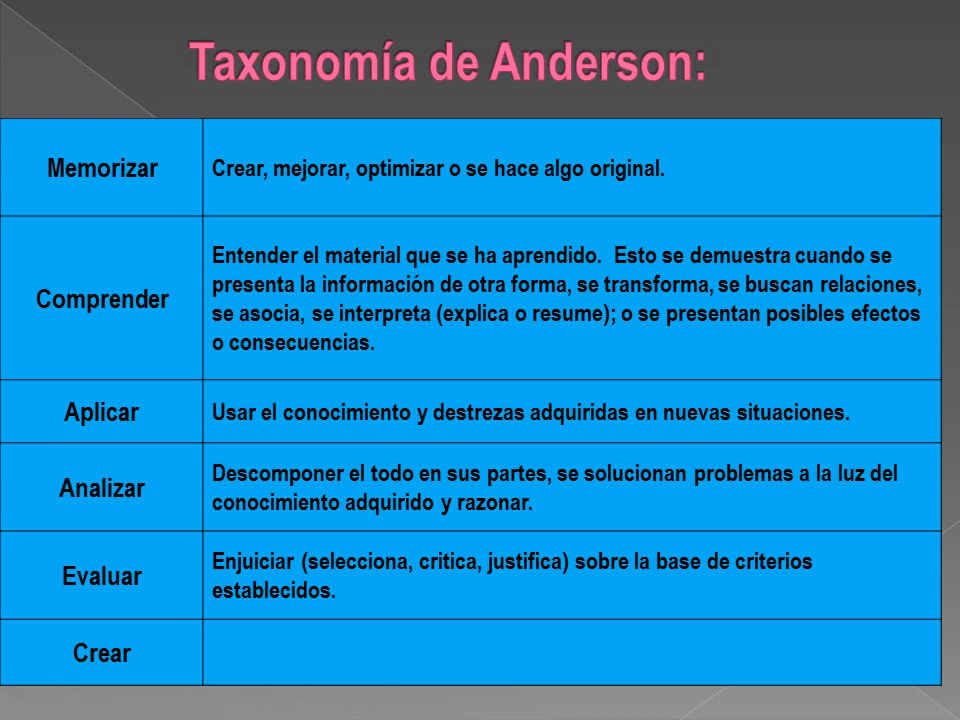 Taxonomía de Anderson:
Memorizar
Crear, mejorar, optimizar o se hace algo original.
Comprender
Entender el material que se ha aprendido.  Esto se demuestra cuando se
presenta la información de otra forma, se transforma, se buscan relaciones,
se asocia, se interpreta (explica o resume); o se presentan posibles efectos
o consecuencias.
Aplicar
Usar el conocimiento y destrezas adquiridas en nuevas situaciones.
Analizar
Descomponer el todo en sus partes, se solucionan problemas a la luz del
conocimiento adquirido y razonar.
Evaluar
Enjuiciar (selecciona, critica, justifica) sobre la base de criterios
establecidos.
Crear